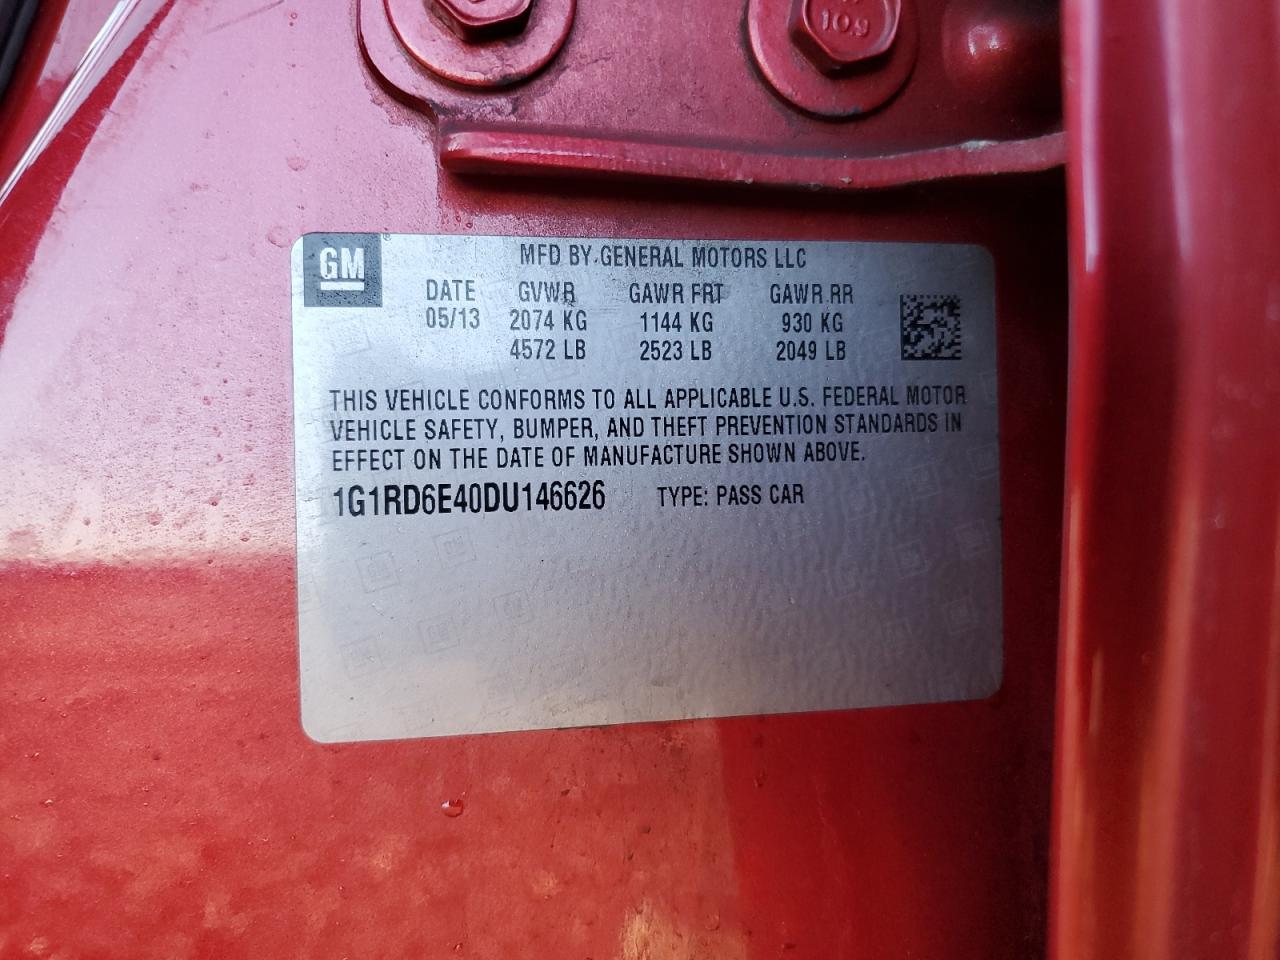 10.9
GM
MFD BY GENERAL MOTORS LLC
DATE GVWR GAWR FRT GAWR RR
05/13 2074 KG 1144 KG 930 KG
4572 LB 2523 LB 2049 LB
THIS VEHICLE CONFORMS TO ALL APPLICABLE U.S. FEDERAL MOTOR
VEHICLE SAFETY, BUMPER, AND THEFT PREVENTION STANDARDS IN
EFFECT ON THE DATE OF MANUFACTURE SHOWN ABOVE.
1G1RD6E40DU146626 TYPE: PASS CAR